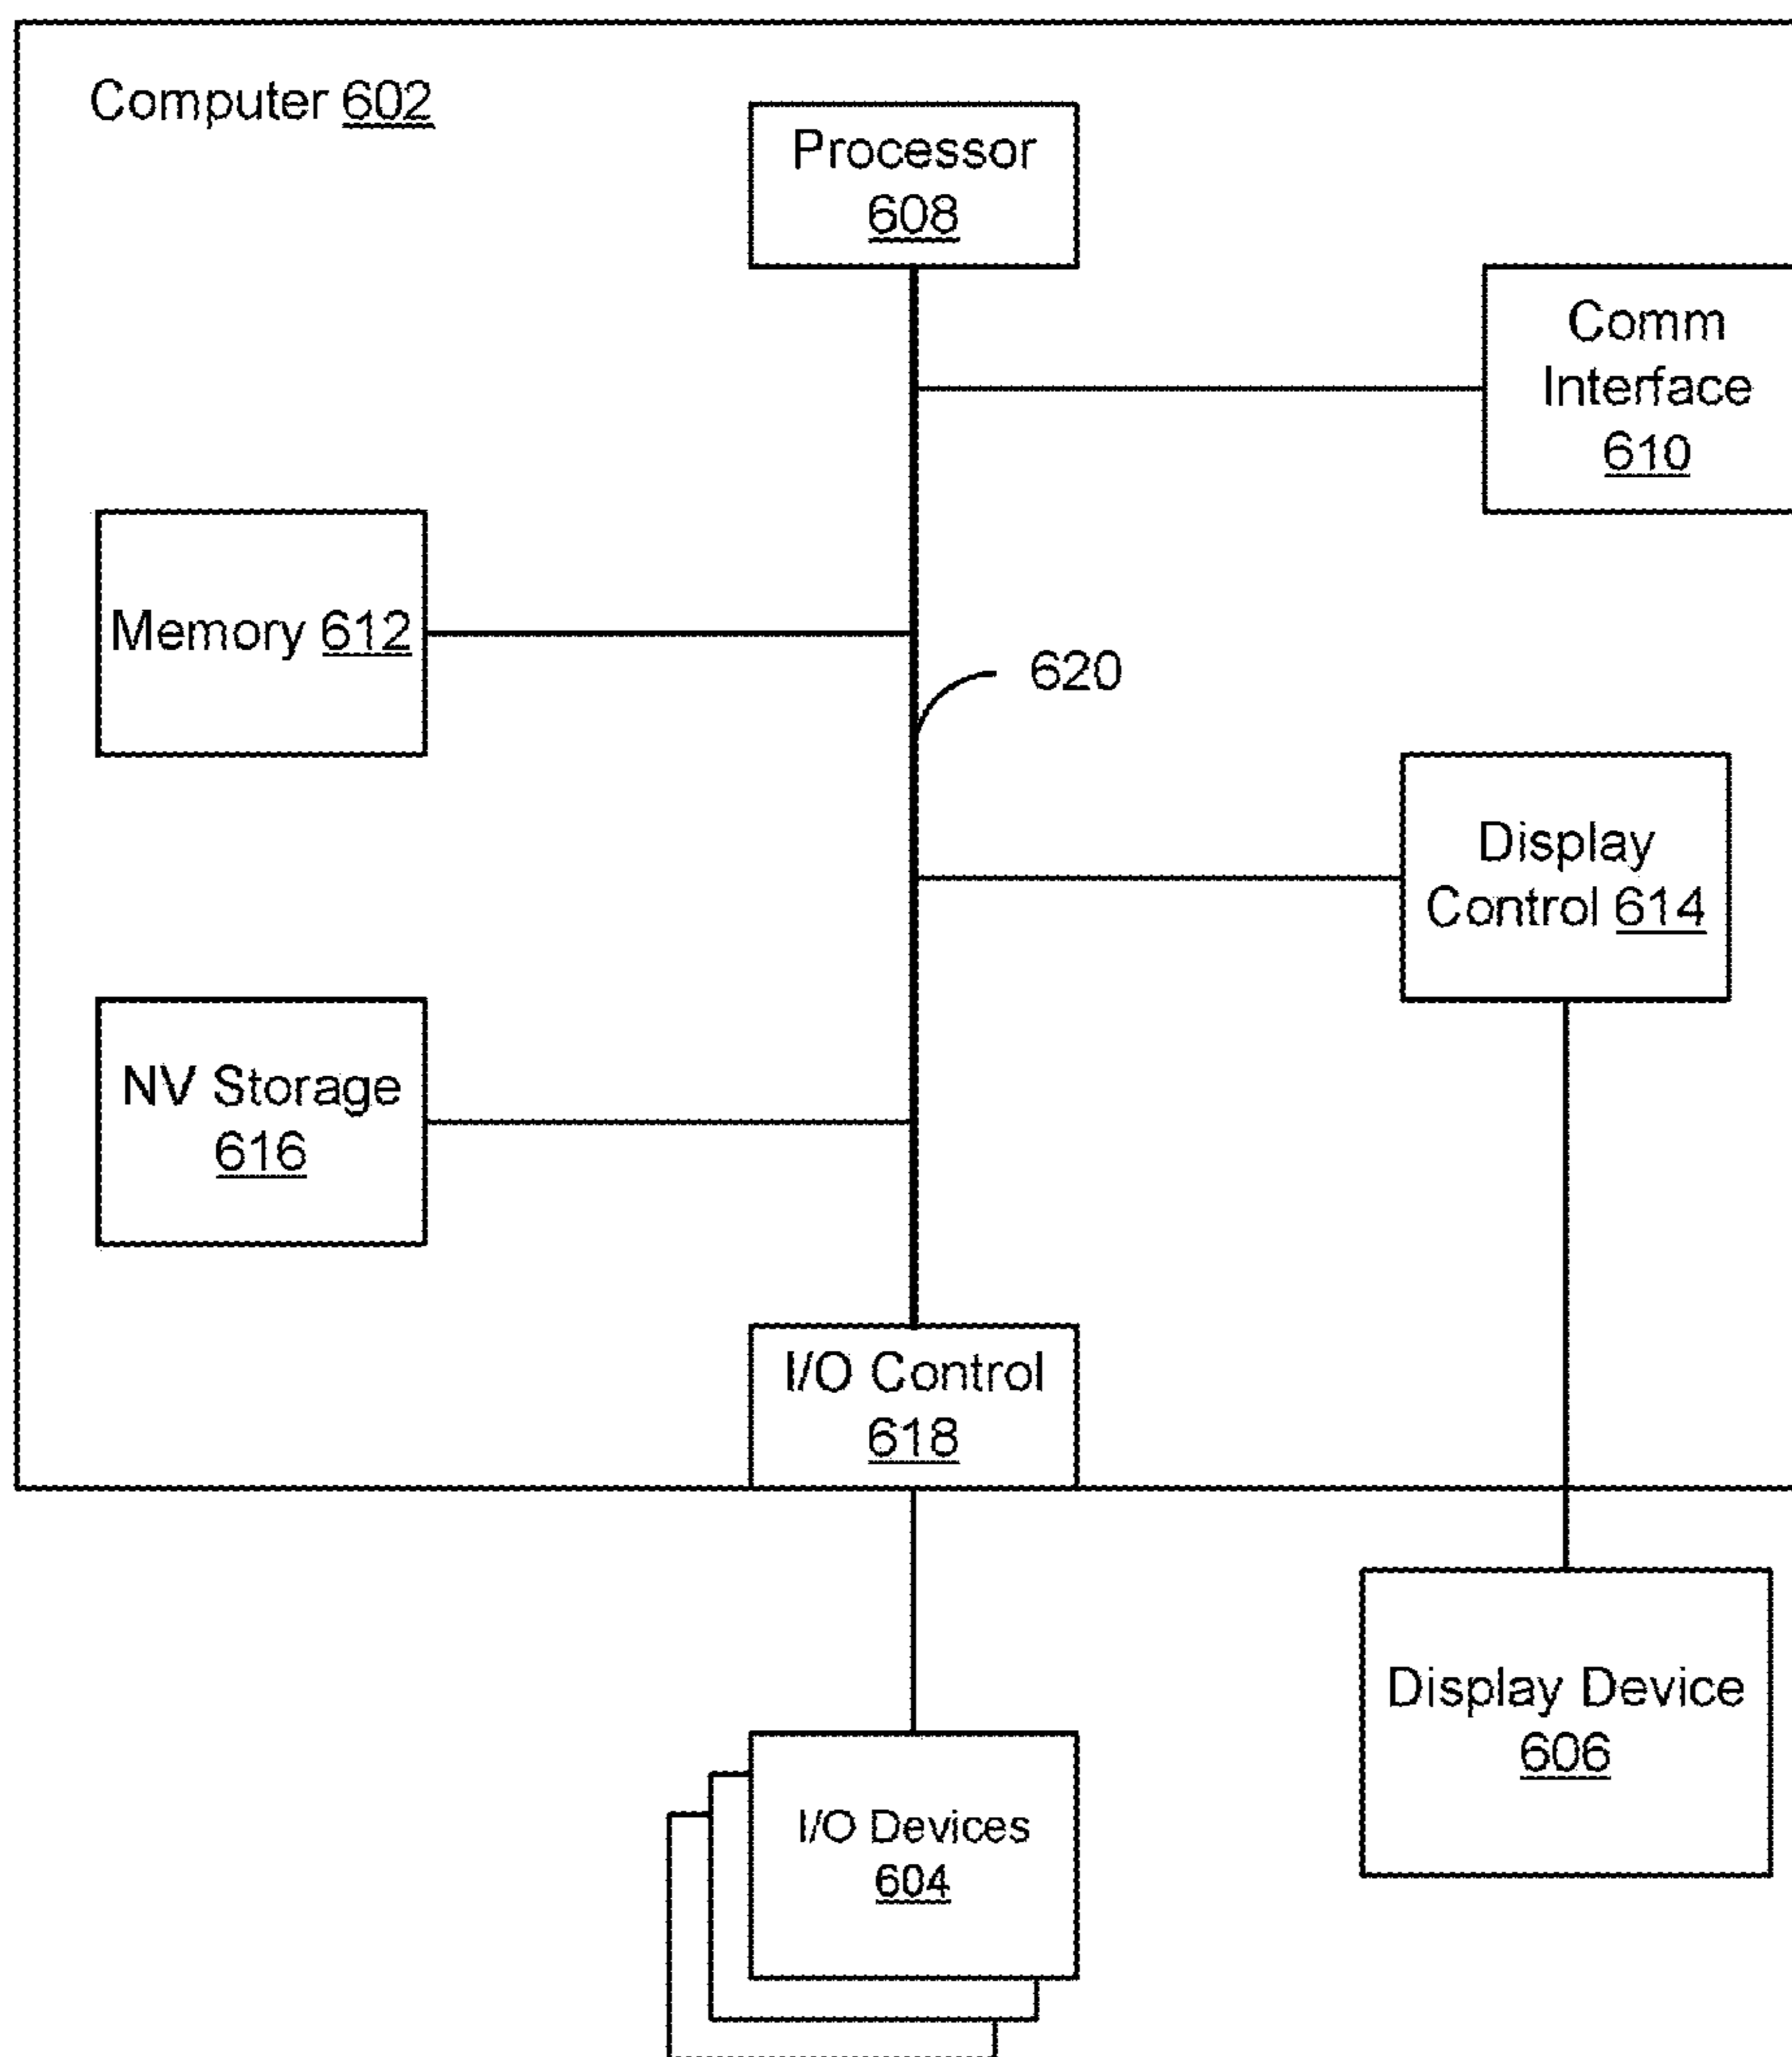 Computer 602
Processor
608
Comm
Interface
610
Memory 612
620
Display
Control 614
NV Storage
616
I/O Control
618
Display Device
606
I/O Devices
604